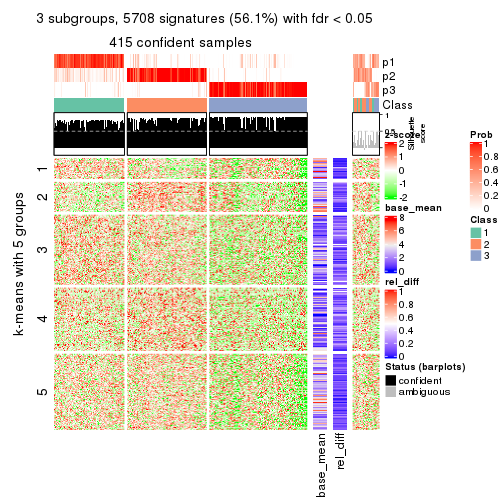 3 subgroups, 5708 signatures (56.1%) with fdr < 0.05
415 confident samples
p1
p2
p3
Class
1
Silhouette
score
z-score
2
1
0
-1
-2
Prob
1
0.8
0.6
0.4
0.2
0
base_mean
8
6
4
2
0
Class
1
2
3
rel_diff
1
0.8
0.6
0.4
0.2
0
Status (barplots)
confident
ambiguous
k-means with 5 groups
1
2
3
4
5
base_mean
rel_diff